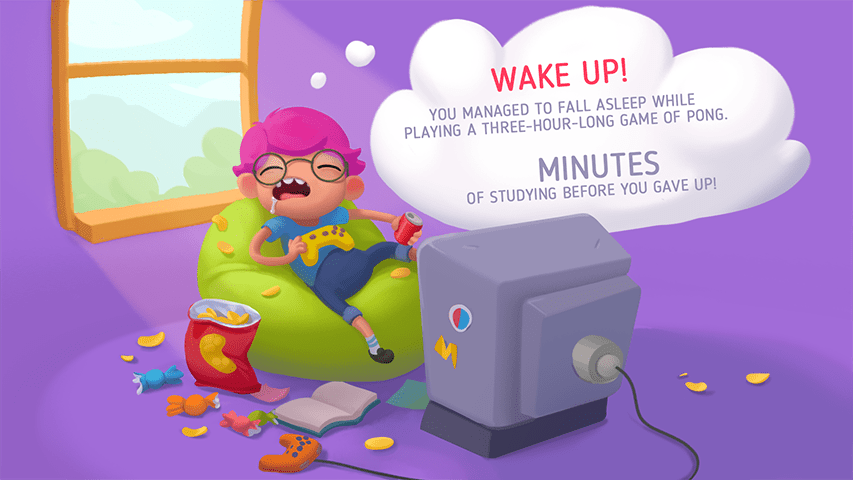 WAKE UP!
YOU MANAGED TO FALL ASLEEP WHILE
PLAYING A THREE-HOUR-LONG GAME OF PONG.
MINUTES
OF STUDYING BEFORE YOU GAVE UP!